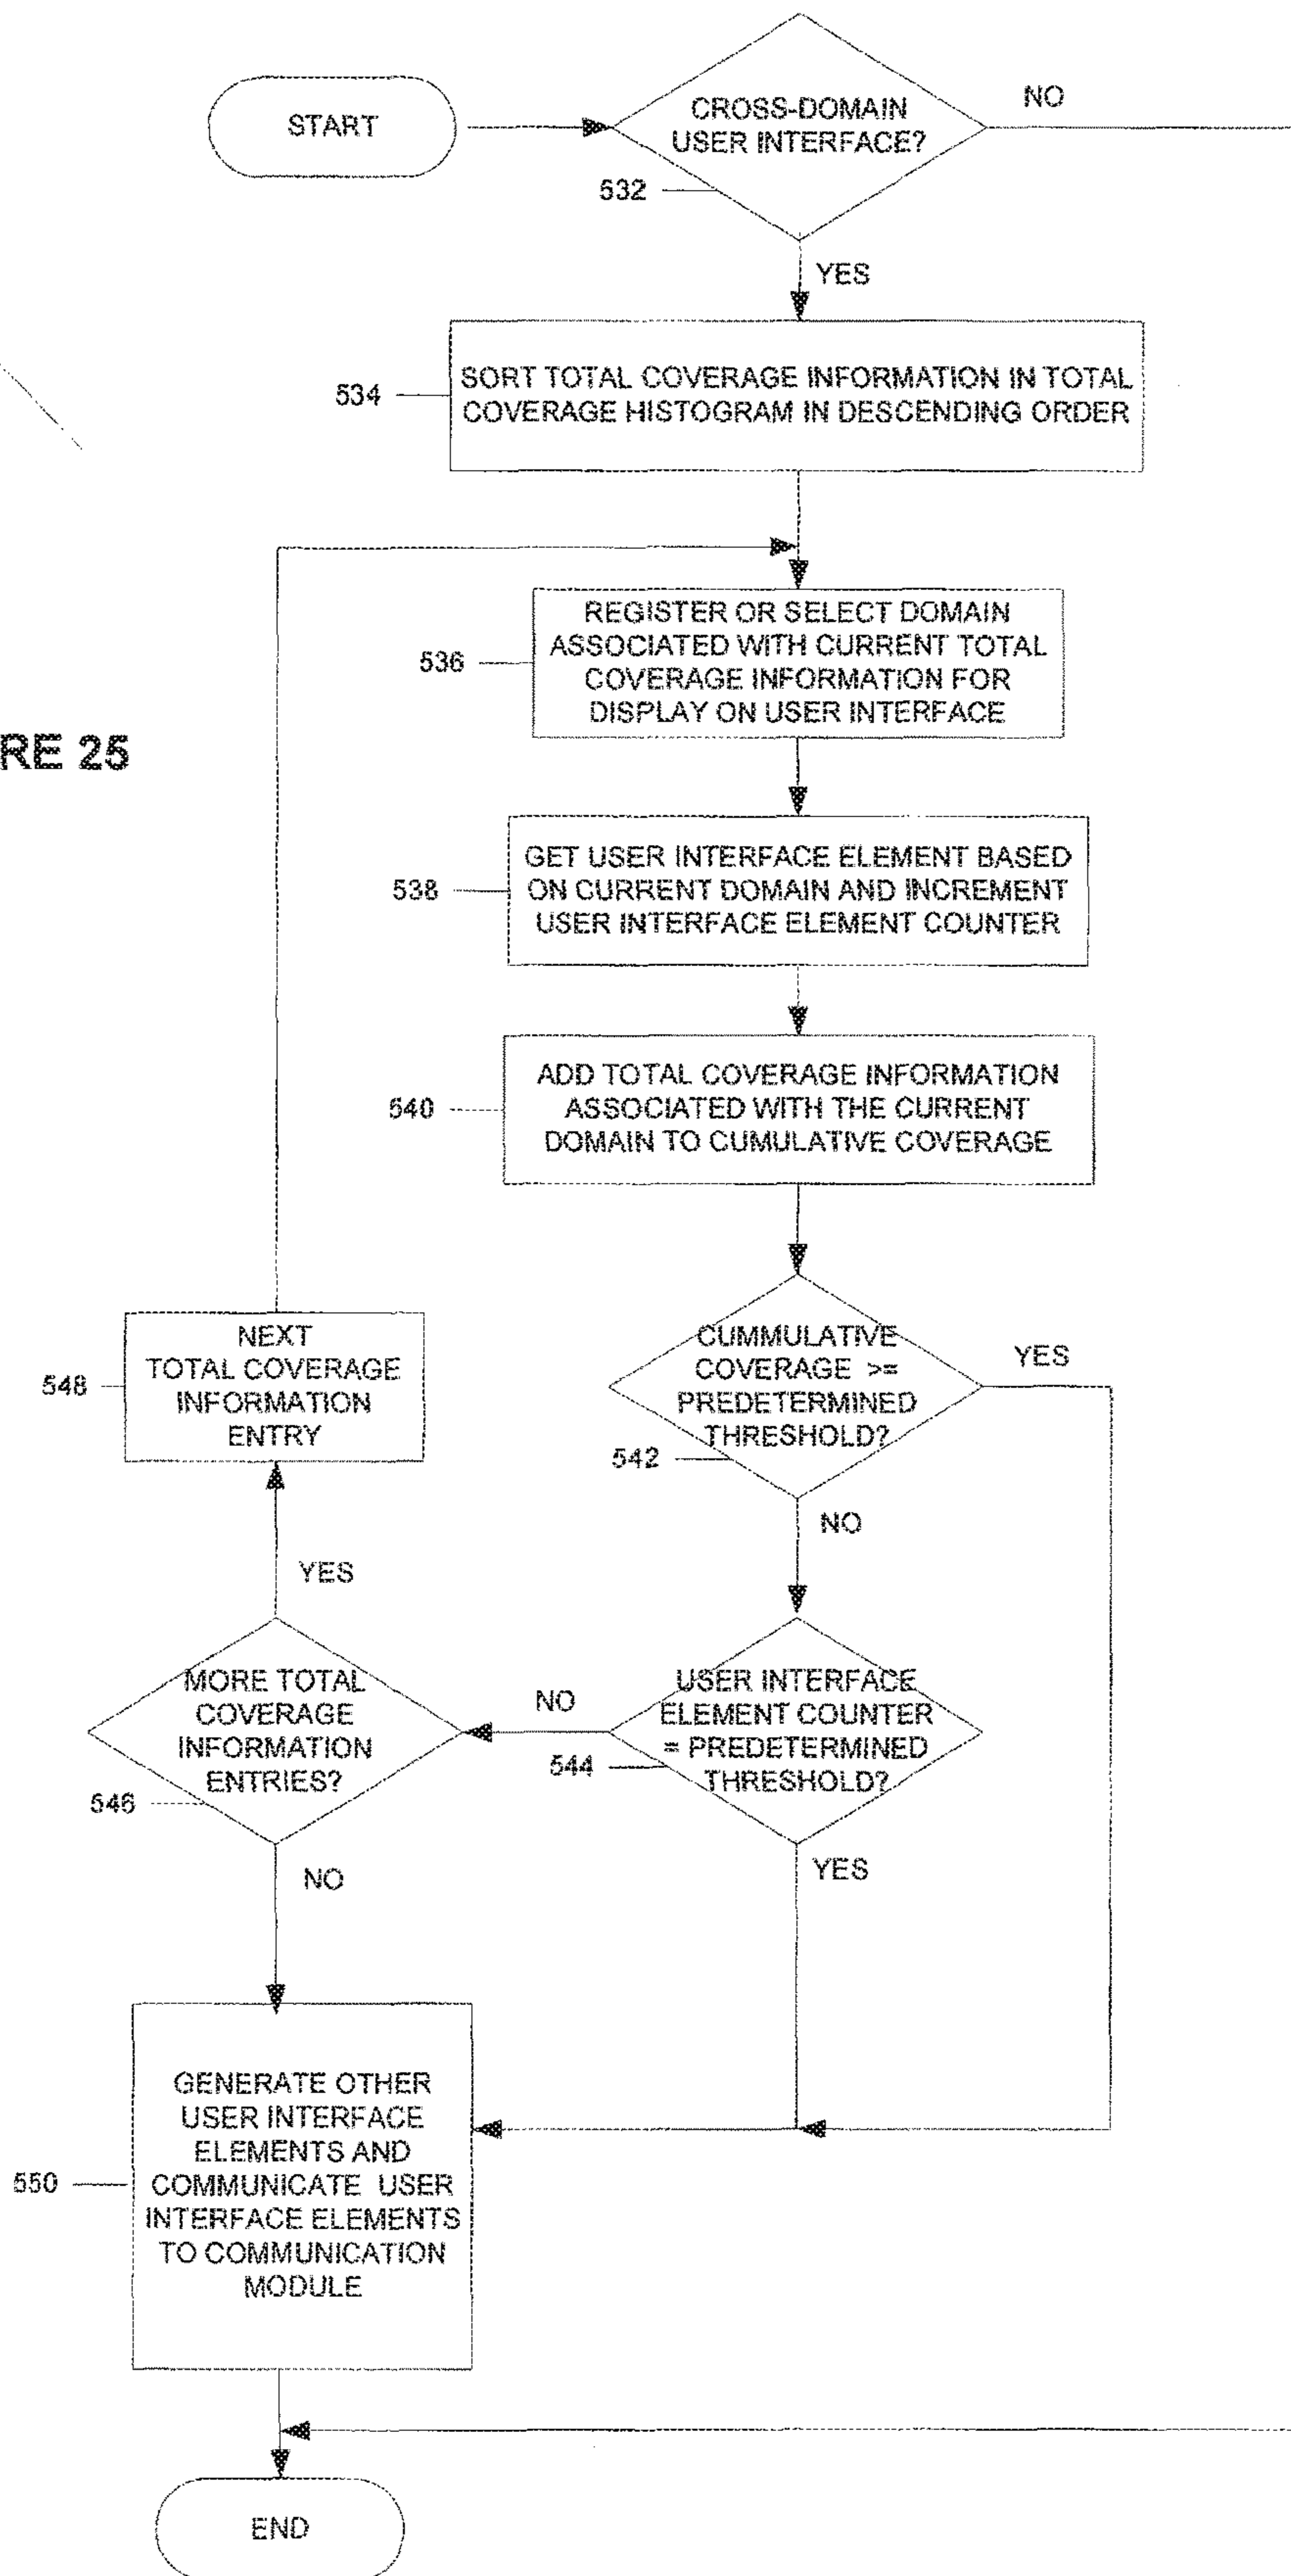 START
CROSS-DOMAIN
USER INTERFACE?
NO
532
YES
534
SORT TOTAL COVERAGE INFORMATION IN TOTAL
COVERAGE HISTOGRAM IN DESCENDING ORDER
536
REGISTER OR SELECT DOMAIN
ASSOCIATED WITH CURRENT TOTAL
COVERAGE INFORMATION FOR
DISPLAY ON USER INTERFACE
RE 25
538
GET USER INTERFACE ELEMENT BASED
ON CURRENT DOMAIN AND INCREMENT
USER INTERFACE ELEMENT COUNTER
540
ADD TOTAL COVERAGE INFORMATION
ASSOCIATED WITH THE CURRENT
DOMAIN TO CUMULATIVE COVERAGE
548
NEXT
TOTAL COVERAGE
INFORMATION
ENTRY
CUMMULATIVE
COVERAGE >=
PREDETERMINED
THRESHOLD?
YES
542
NO
YES
MORE TOTAL
COVERAGE
INFORMATION
ENTRIES?
546
NO
USER INTERFACE
ELEMENT COUNTER
= PREDETERMINED
THRESHOLD?
544
NO
YES
550
GENERATE OTHER
USER INTERFACE
ELEMENTS AND
COMMUNICATE USER
INTERFACE ELEMENTS
TO COMMUNICATION
MODULE
END